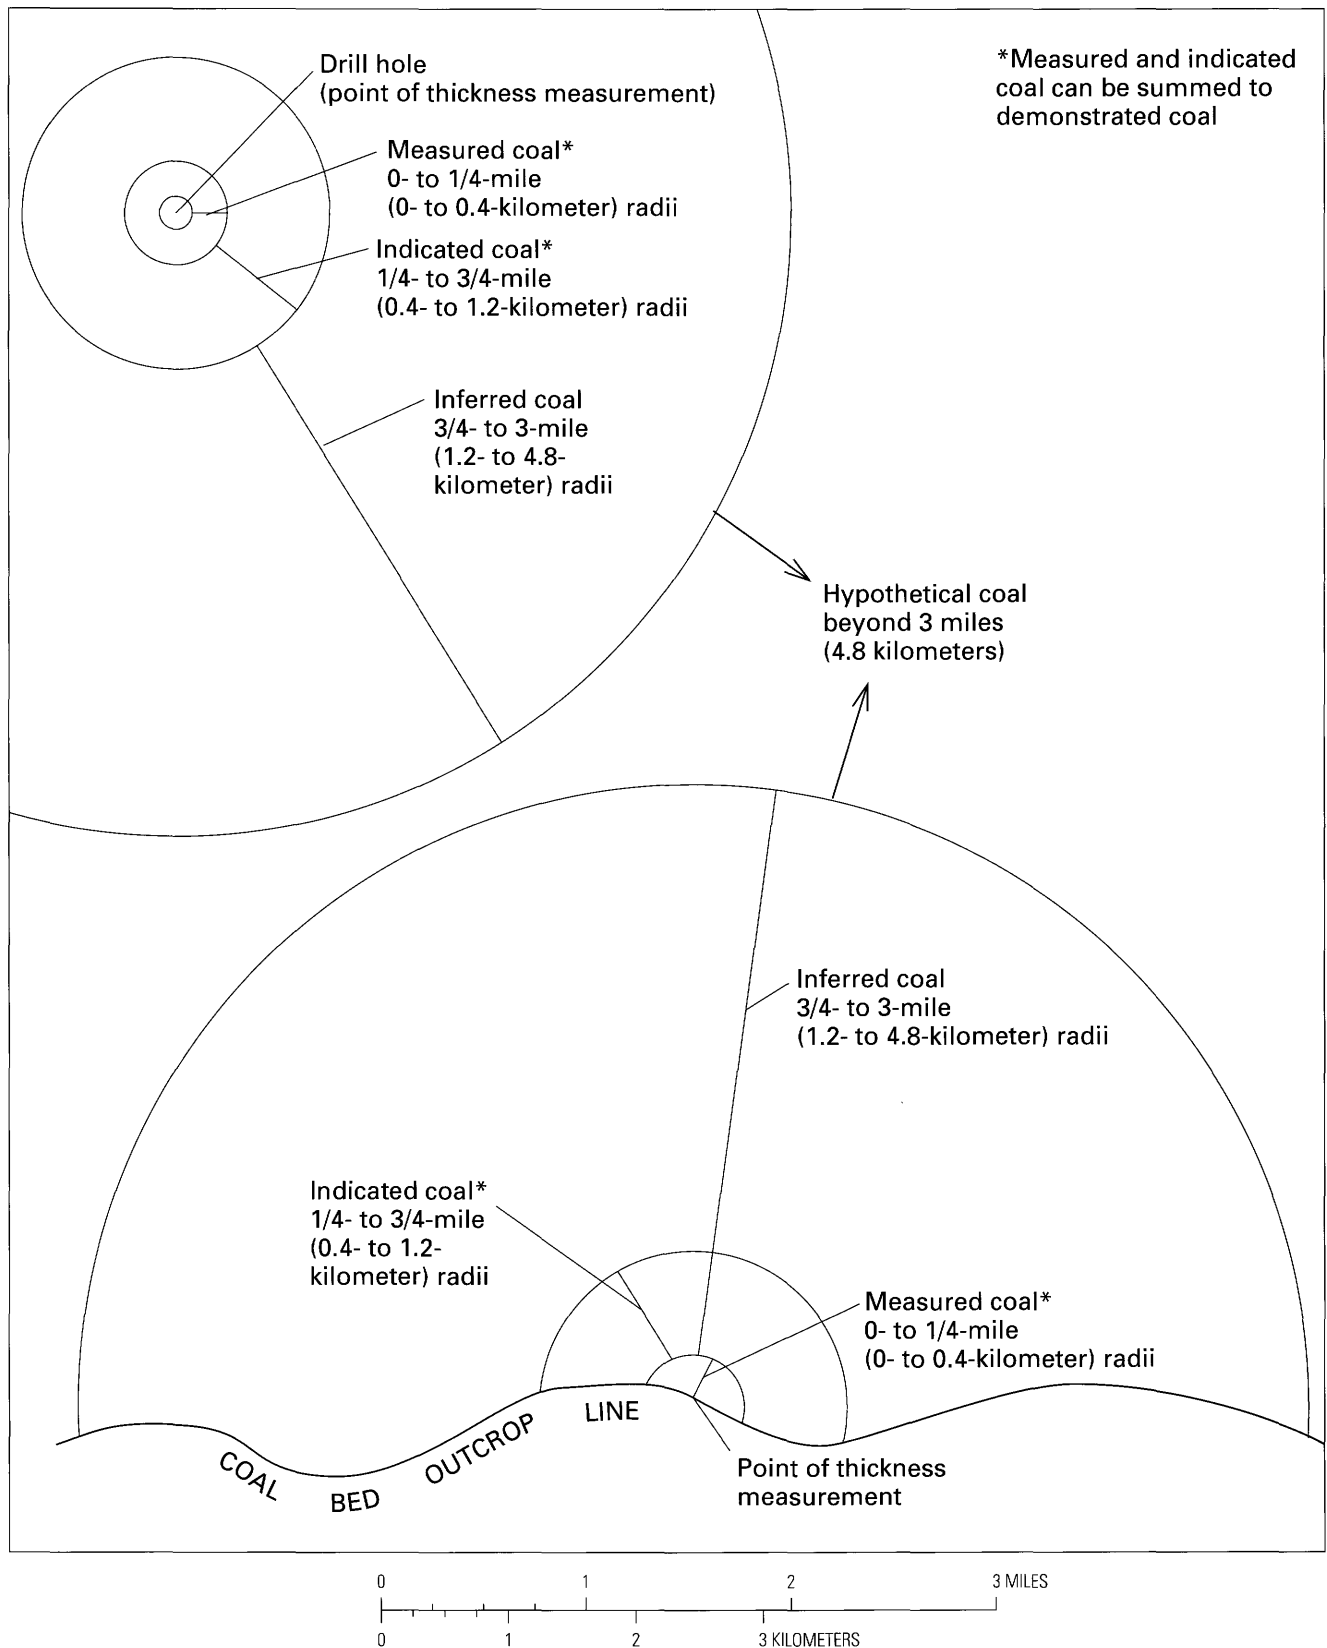 Drill hole
(point of thickness measurement)
*Measured and indicated
coal can be summed to
demonstrated coal
Measured coal*
0- to 1/4-mile
(0- to 0.4-kilometer) radii
Indicated coal*
1/4- to 3/4-mile
(0.4- to 1.2-kilometer) radii
Inferred coal
3/4- to 3-mile
(1.2- to 4.8-
kilometer) radii
Hypothetical coal
beyond 3 miles
(4.8 kilometers)
Inferred coal
3/4- to 3-mile
(1.2- to 4.8-kilometer) radii
Indicated coal*
1/4- to 3/4-mile
(0.4- to 1.2-
kilometer) radii
Measured coal*
0- to 1/4-mile
(0- to 0.4-kilometer) radii
COAL BED OUTCROP LINE
Point of thickness
measurement
0 1 2 3 MILES
0 1 2 3 KILOMETERS